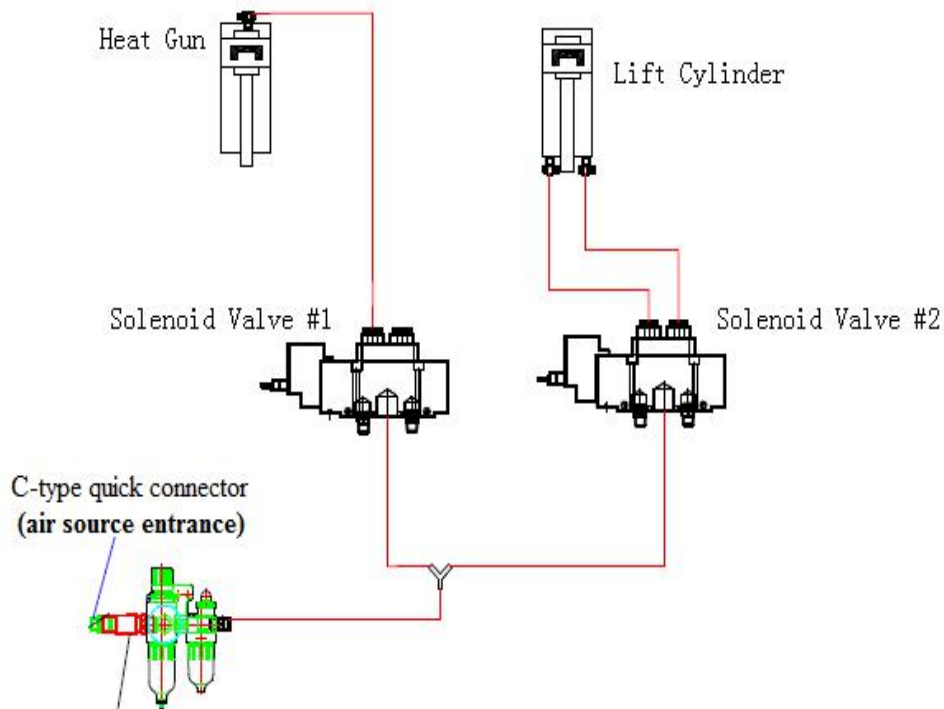 Heat Gun
Lift Cylinder
Solenoid Valve #1
Solenoid Valve #2
C-type quick connector
(air source entrance)